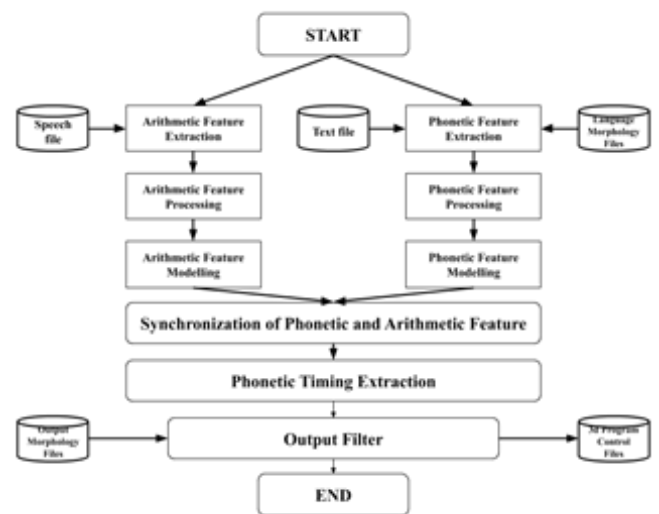 START
Speech
file
Arithmetic Feature
Extraction
Text file
Phonetic Feature
Extraction
Language
Morphology
Files
Arithmetic Feature
Processing
Phonetic Feature
Processing
Arithmetic Feature
Modelling
Phonetic Feature
Modelling
Synchronization of Phonetic and Arithmetic Feature
Phonetic Timing Extraction
Output
Morphology
Files
Output Filter
Program
Control
Files
END